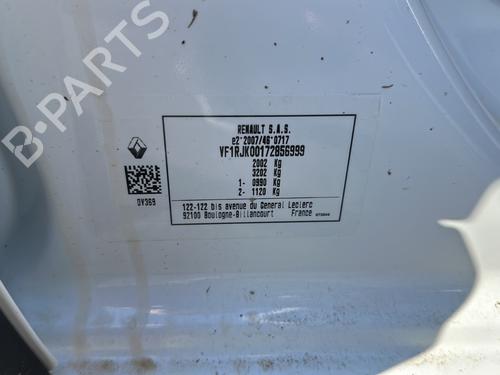 B-PARTS
RENAULT S.A.S.
e2*2007/46*0717
VF1RJK00172856999
2002 Kg
3202 Kg
1- 0990 Kg
2- 1120 Kg
DV369
122-122 bis avenue du General Leclerc
92100 Boulogne-Billancourt France